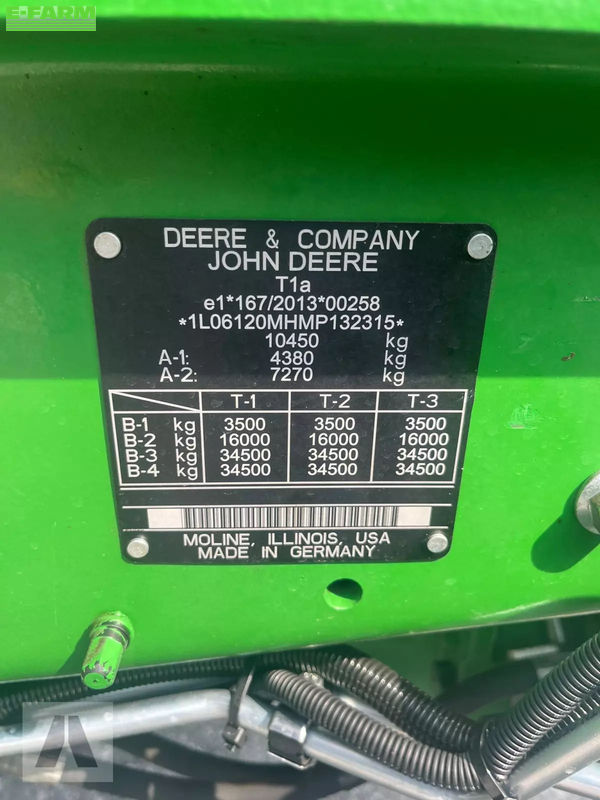 E-FARM
DEERE & COMPANY
JOHN DEERE
T1a
e1*167/2013*00258
*1L06120MHMP132315*
10450 kg
A-1: 4380 kg
A-2: 7270 kg
T-1 T-2 T-3
B-1 kg 3500 3500 3500
B-2 kg 16000 16000 16000
B-3 kg 34500 34500 34500
B-4 kg 34500 34500 34500
MOLINE, ILLINOIS, USA
MADE IN GERMANY